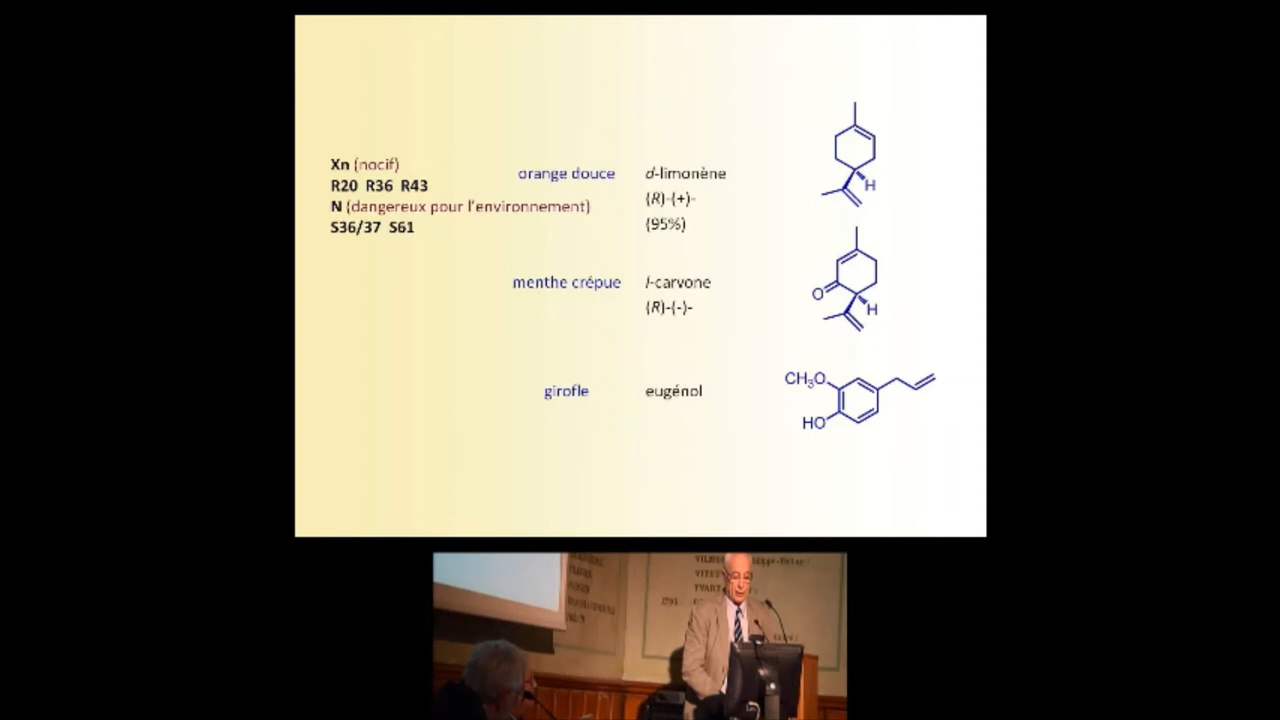 Xn (nocif)
R20 R36 R43
N (dangereux pour l'environnement)
S36/37 S61
orange douce
d-limonène
(R)-(+)-
(95%)
H
menthe crépue
l-carvone
(R)-(-)-
O
H
girofle
eugénol
CH₃O
HO